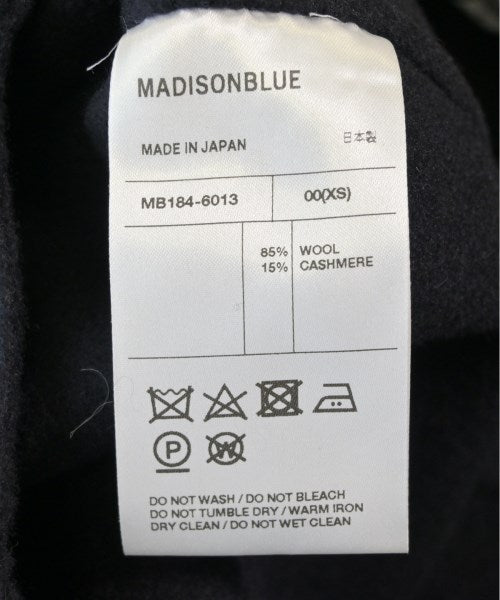 MADISONBLUE
MADE IN JAPAN 日本製
MB184-6013 00(XS)
85% WOOL
15% CASHMERE
P W
DO NOT WASH / DO NOT BLEACH
DO NOT TUMBLE DRY / WARM IRON
DRY CLEAN / DO NOT WET CLEAN